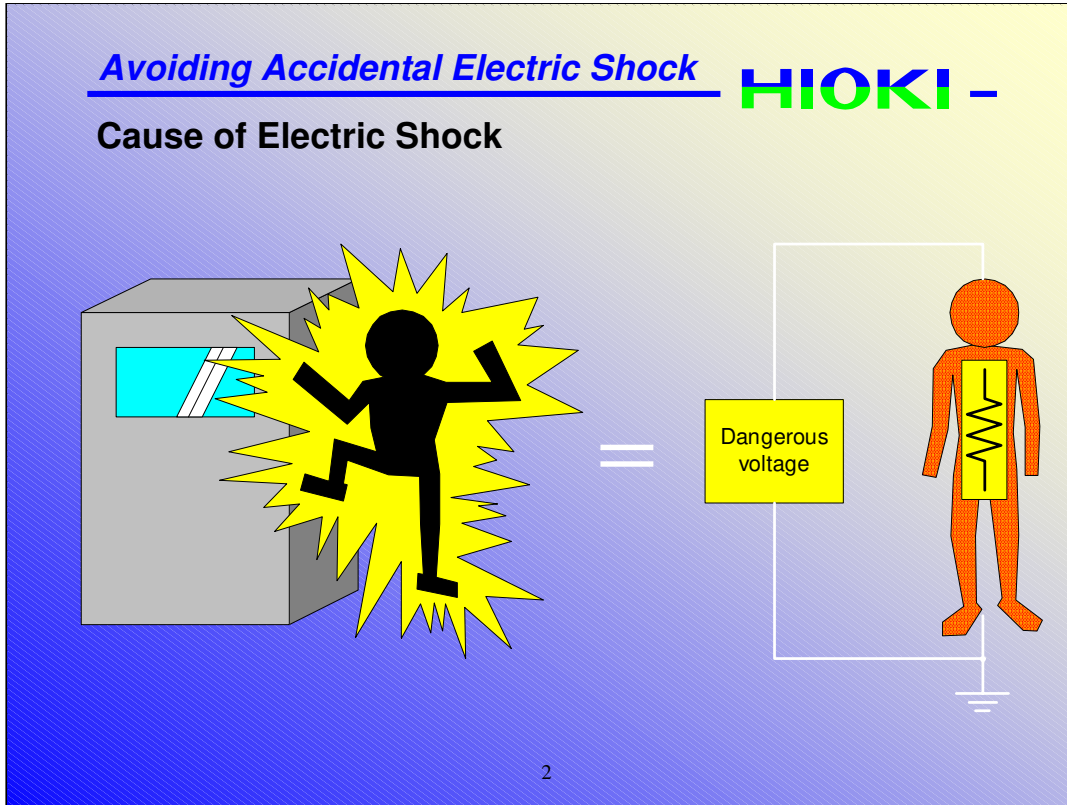 Avoiding Accidental Electric Shock
HIOKI
Cause of Electric Shock
=
Dangerous
voltage
2